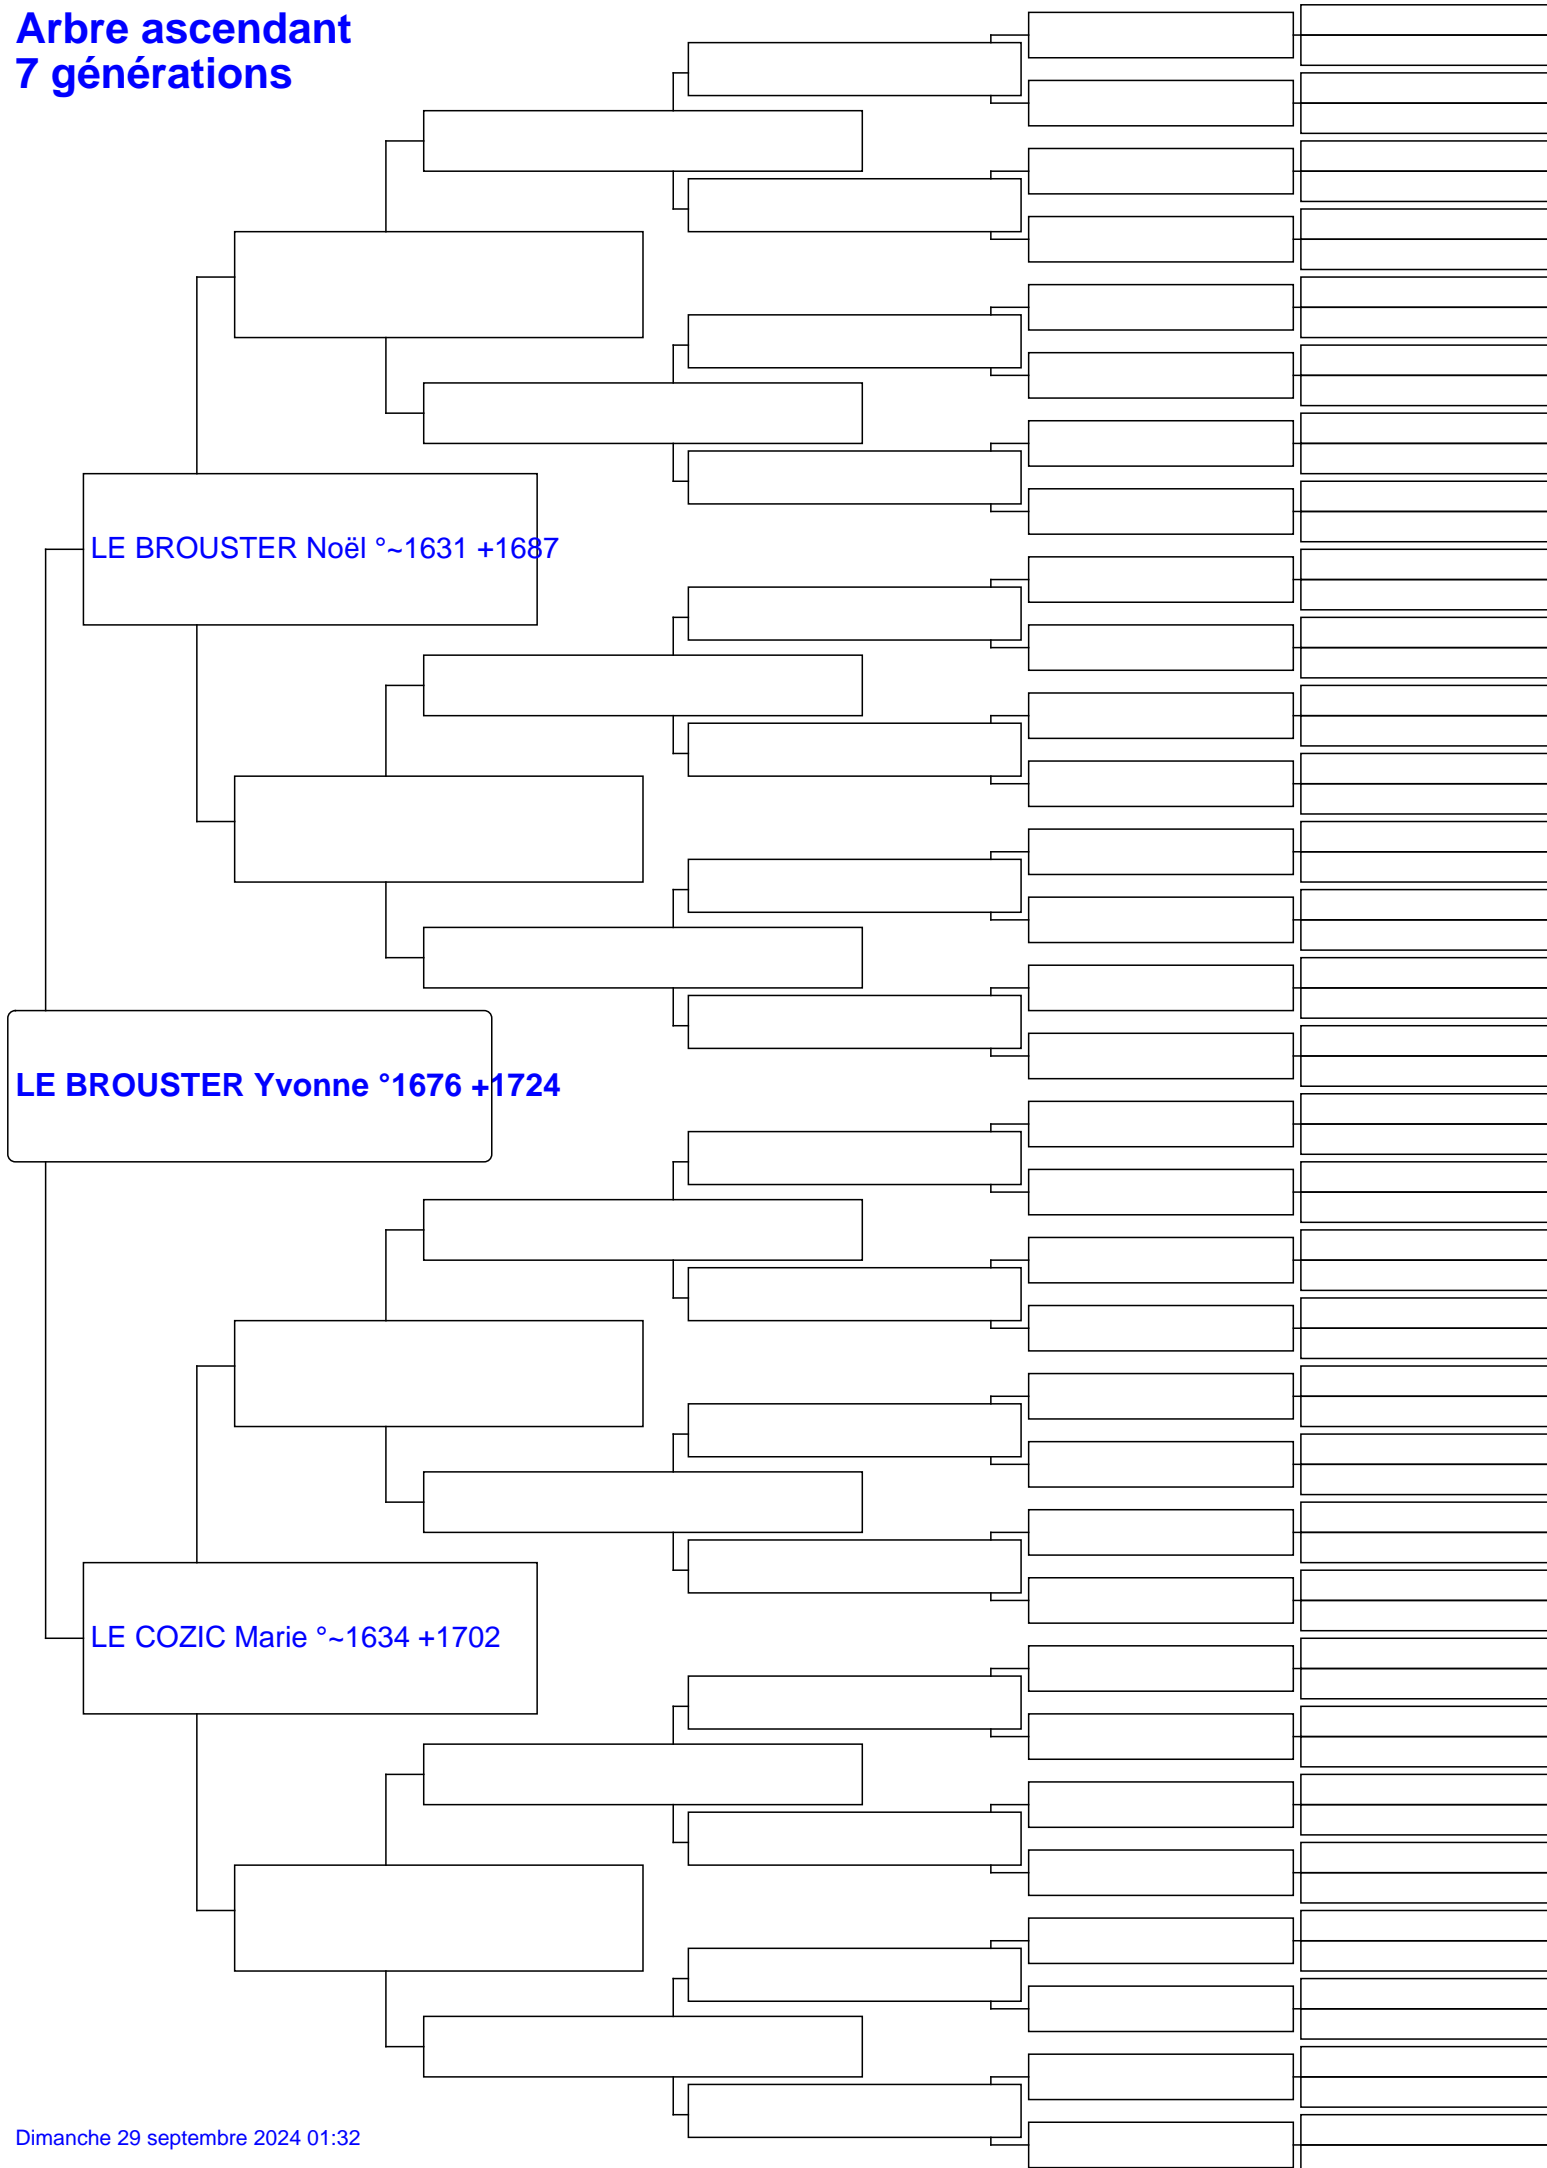 Arbre ascendant
7 générations
LE BROUSTER Noël °~1631 +1687
LE BROUSTER Yvonne °1676 +1724
LE COZIC Marie °~1634 +1702
Dimanche 29 septembre 2024 01:32